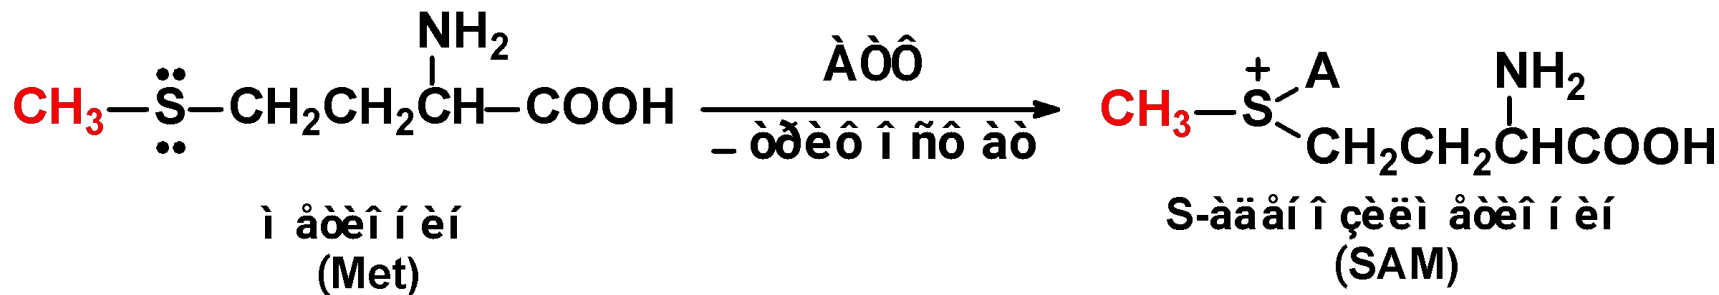 NH₂
CH₃–S̈–CH₂CH₂CH–COOH
ÀÒÔ
– òðèô î ñô àò
+ A NH₂
CH₃–S
CH₂CH₂CHCOOH
ì åòèî í èí
(Met)
S-àäåí î çèëì åòèî í èí
(SAM)